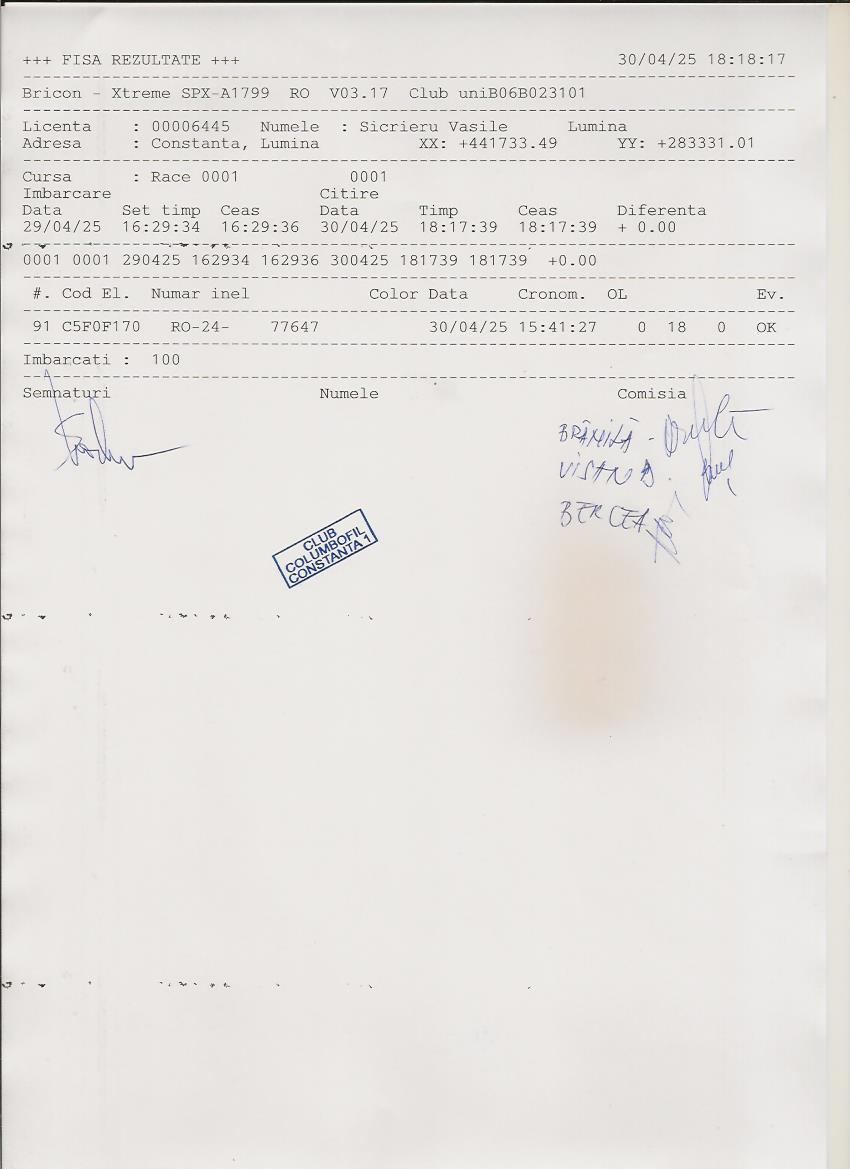 +++ FISA REZULTATE +++ 30/04/25 18:18:17
Bricon - Xtreme SPX-A1799 RO V03.17 Club uniB06B023101
Licenta : 00006445 Numele : Sicrieru Vasile Lumina
Adresa : Constanta, Lumina XX: +441733.49 YY: +283331.01
Cursa : Race 0001 0001
Imbarcare Citire
Data Set timp Ceas Data Timp Ceas Diferenta
29/04/25 16:29:34 16:29:36 30/04/25 18:17:39 18:17:39 + 0.00
0001 0001 290425 162934 162936 300425 181739 181739 +0.00
#. Cod El. Numar inel Color Data Cronom. OL Ev.
91 C5F0F170 RO-24- 77647 30/04/25 15:41:27 0 18 0 OK
Imbarcati : 100
Semnaturi Numele Comisia
BRÂMILĂ -
VISAN D.
BERCEA
CLUB
COLUMBOFIL
CONSTANTA 1